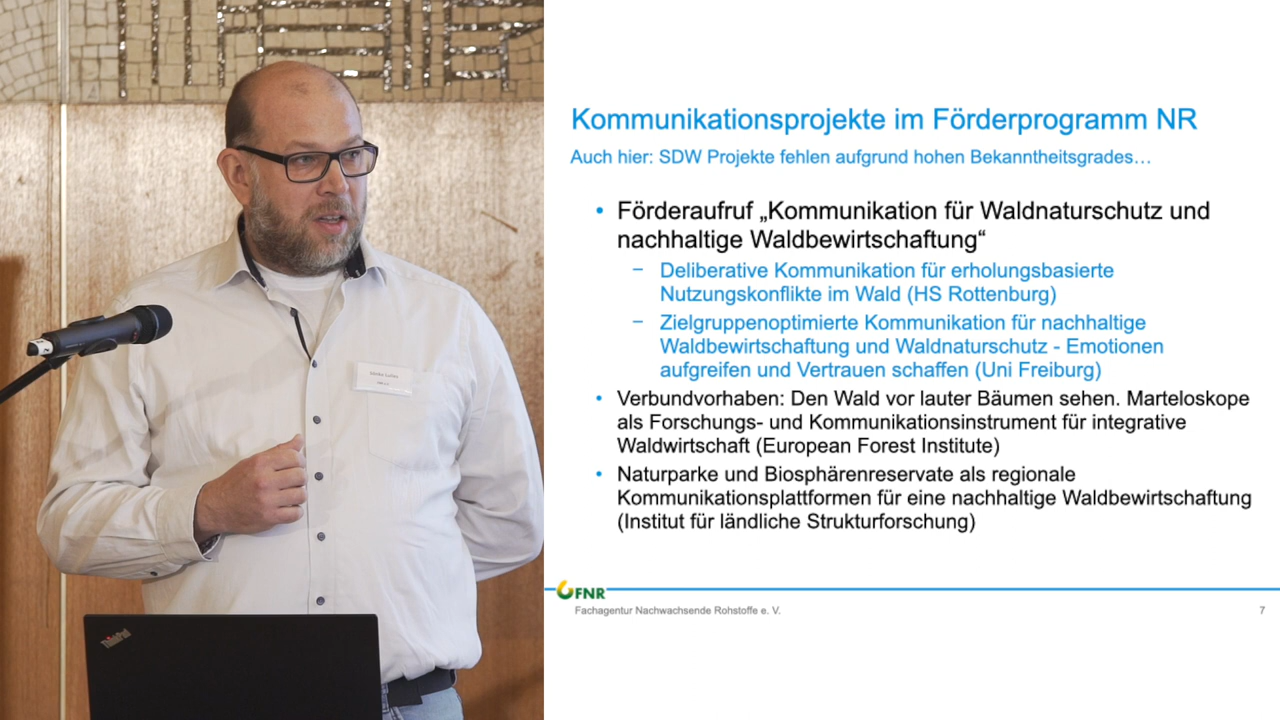 Kommunikationsprojekte im Förderprogramm NR
Auch hier: SDW Projekte fehlen aufgrund hohen Bekanntheitsgrades…
• Förderaufruf „Kommunikation für Waldnaturschutz und
nachhaltige Waldbewirtschaftung“
− Deliberative Kommunikation für erholungsbasierte
Nutzungskonflikte im Wald (HS Rottenburg)
− Zielgruppenoptimierte Kommunikation für nachhaltige
Waldbewirtschaftung und Waldnaturschutz - Emotionen
aufgreifen und Vertrauen schaffen (Uni Freiburg)
• Verbundvorhaben: Den Wald vor lauter Bäumen sehen. Marteloskope
als Forschungs- und Kommunikationsinstrument für integrative
Waldwirtschaft (European Forest Institute)
• Naturparke und Biosphärenreservate als regionale
Kommunikationsplattformen für eine nachhaltige Waldbewirtschaftung
(Institut für ländliche Strukturforschung)
FNR
Fachagentur Nachwachsende Rohstoffe e. V.
7
ThinkPad